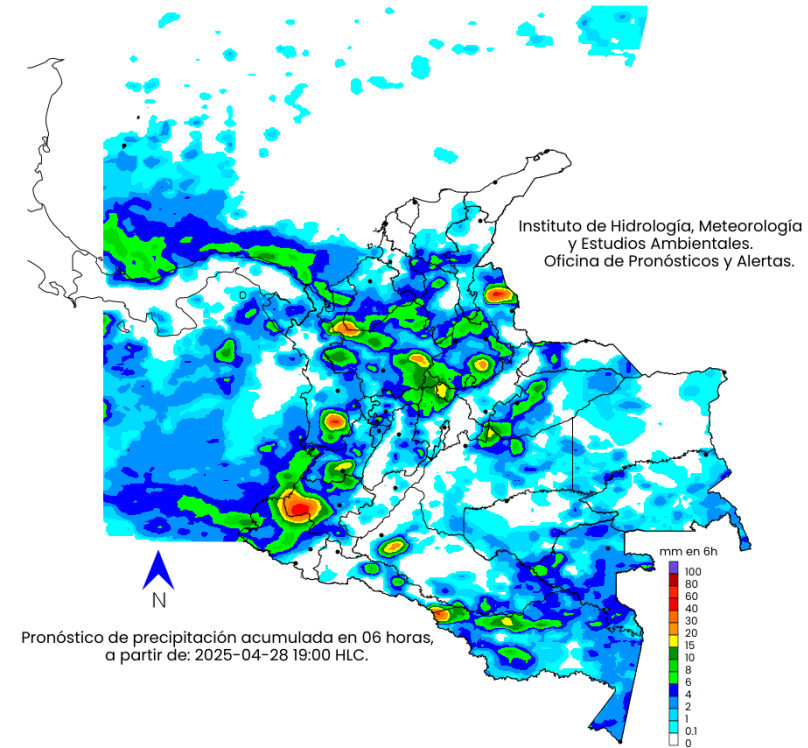 Instituto de Hidrología, Meteorología
y Estudios Ambientales.
Oficina de Pronósticos y Alertas.
D
mm en 6h
100
80
60
40
30
20
15
10
8
6
4
2
1
0.1
0
N
Pronóstico de precipitación acumulada en 06 horas,
a partir de: 2025-04-28 19:00 HLC.